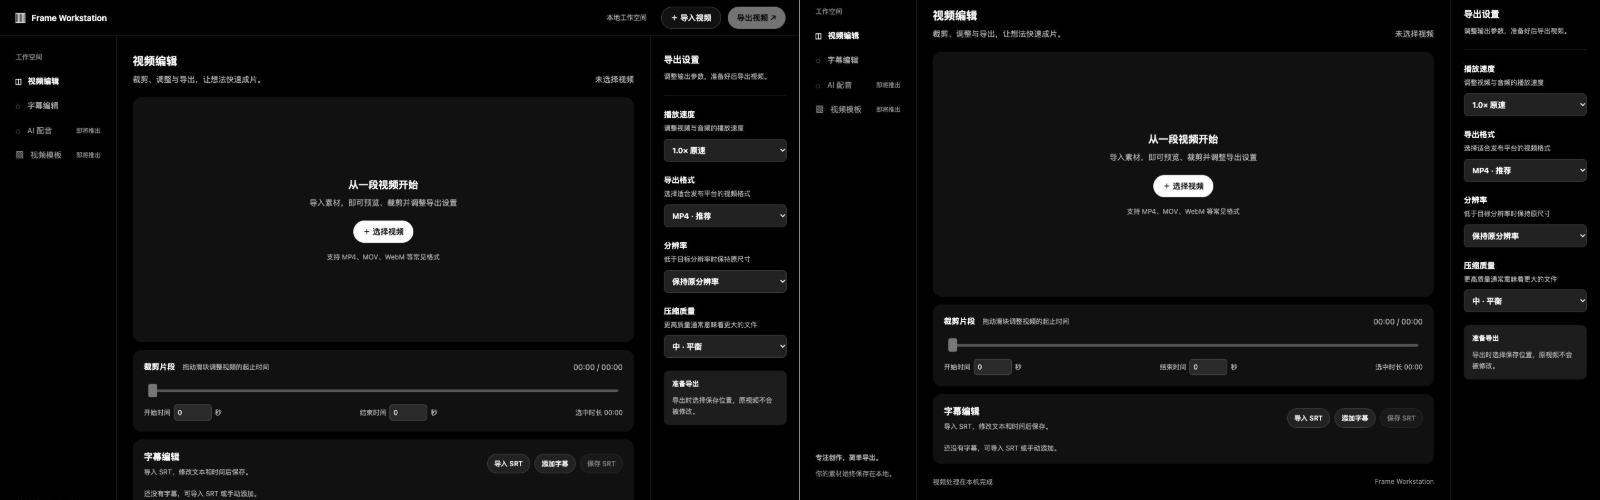 Frame Workstation
本地工作空间
+ 导入视频
导出视频 ↗
工作空间
视频编辑
字幕编辑
AI 配音 即将推出
视频模板 即将推出
视频编辑
裁剪、调整与导出，让想法快速成片。
未选择视频
从一段视频开始
导入素材，即可预览、裁剪并调整导出设置
+ 选择视频
支持 MP4、MOV、WebM 等常见格式
裁剪片段 拖动滑块调整视频的起止时间
00:00 / 00:00
开始时间 0 秒
结束时间 0 秒
选中时长 00:00
字幕编辑
导入 SRT，修改文本和时间后保存。
导入 SRT
添加字幕
保存 SRT
还没有字幕，可导入 SRT 或手动添加。
导出设置
调整输出参数，准备好后导出视频。
播放速度
调整视频与音频的播放速度
1.0× 原速
导出格式
选择适合发布平台的视频格式
MP4 · 推荐
分辨率
低于目标分辨率时保持原尺寸
保持原分辨率
压缩质量
更高质量通常意味着更大的文件
中 · 平衡
准备导出
导出时选择保存位置，原视频不会
被修改。
工作空间
视频编辑
字幕编辑
AI 配音 即将推出
视频模板 即将推出
专注创作，简单导出。
你的素材始终保存在本地。
视频编辑
裁剪、调整与导出，让想法快速成片。
未选择视频
从一段视频开始
导入素材，即可预览、裁剪并调整导出设置
+ 选择视频
支持 MP4、MOV、WebM 等常见格式
裁剪片段 拖动滑块调整视频的起止时间
00:00 / 00:00
开始时间 0 秒
结束时间 0 秒
选中时长 00:00
字幕编辑
导入 SRT，修改文本和时间后保存。
导入 SRT
添加字幕
保存 SRT
还没有字幕，可导入 SRT 或手动添加。
视频处理在本机完成
Frame Workstation
导出设置
调整输出参数，准备好后导出视频。
播放速度
调整视频与音频的播放速度
1.0× 原速
导出格式
选择适合发布平台的视频格式
MP4 · 推荐
分辨率
低于目标分辨率时保持原尺寸
保持原分辨率
压缩质量
更高质量通常意味着更大的文件
中 · 平衡
准备导出
导出时选择保存位置，原视频不会
被修改。